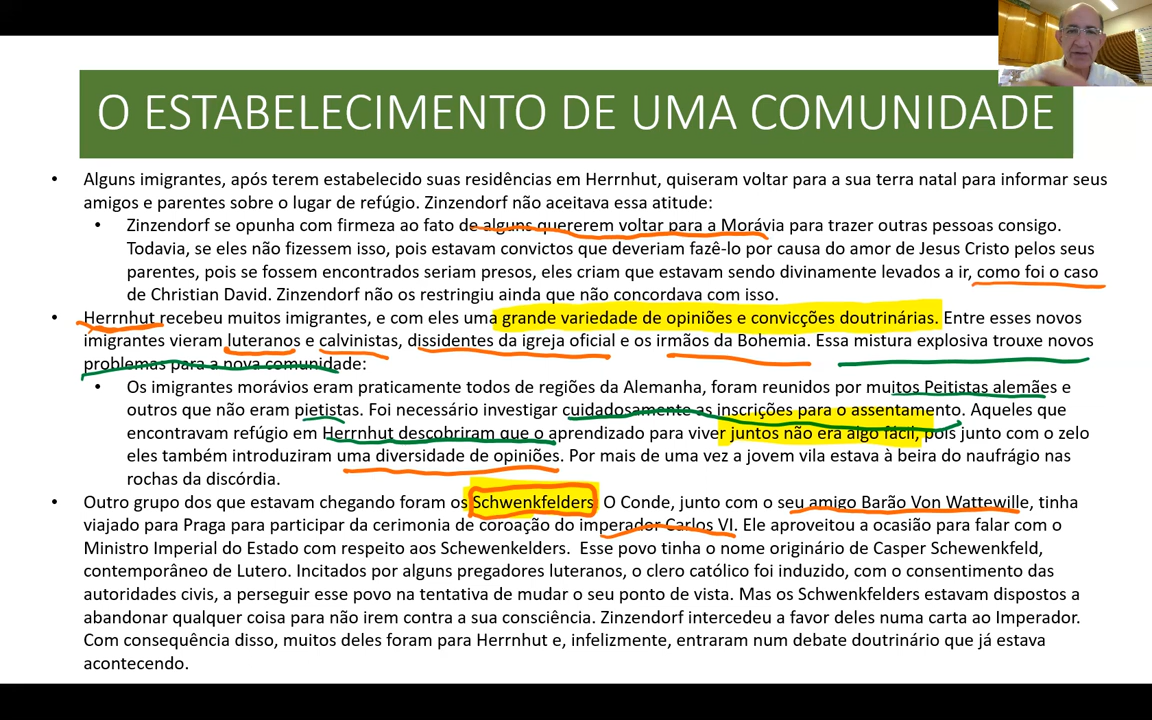 O ESTABELECIMENTO DE UMA COMUNIDADE
• Alguns imigrantes, após terem estabelecido suas residências em Herrnhut, quiseram voltar para a sua terra natal para informar seus
amigos e parentes sobre o lugar de refúgio. Zinzendorf não aceitava essa atitude:
• Zinzendorf se opunha com firmeza ao fato de alguns quererem voltar para a Morávia para trazer outras pessoas consigo.
Todavia, se eles não fizessem isso, pois estavam convictos que deveriam fazê-lo por causa do amor de Jesus Cristo pelos seus
parentes, pois se fossem encontrados seriam presos, eles criam que estavam sendo divinamente levados a ir, como foi o caso
de Christian David. Zinzendorf não os restringiu ainda que não concordava com isso.
• Herrnhut recebeu muitos imigrantes, e com eles uma grande variedade de opiniões e convicções doutrinárias. Entre esses novos
imigrantes vieram luteranos e calvinistas, dissidentes da igreja oficial e os irmãos da Bohemia. Essa mistura explosiva trouxe novos
problemas para a nova comunidade:
• Os imigrantes morávios eram praticamente todos de regiões da Alemanha, foram reunidos por muitos Peitistas alemães e
outros que não eram pietistas. Foi necessário investigar cuidadosamente as inscrições para o assentamento. Aqueles que
encontravam refúgio em Herrnhut descobriram que o aprendizado para viver juntos não era algo fácil, pois junto com o zelo
eles também introduziram uma diversidade de opiniões. Por mais de uma vez a jovem vila estava à beira do naufrágio nas
rochas da discórdia.
• Outro grupo dos que estavam chegando foram os Schwenkfelders. O Conde, junto com o seu amigo Barão Von Wattewille, tinha
viajado para Praga para participar da cerimonia de coroação do imperador Carlos VI. Ele aproveitou a ocasião para falar com o
Ministro Imperial do Estado com respeito aos Schewenkelders. Esse povo tinha o nome originário de Casper Schewenkfeld,
contemporâneo de Lutero. Incitados por alguns pregadores luteranos, o clero católico foi induzido, com o consentimento das
autoridades civis, a perseguir esse povo na tentativa de mudar o seu ponto de vista. Mas os Schwenkfelders estavam dispostos a
abandonar qualquer coisa para não irem contra a sua consciência. Zinzendorf intercedeu a favor deles numa carta ao Imperador.
Com consequência disso, muitos deles foram para Herrnhut e, infelizmente, entraram num debate doutrinário que já estava
acontecendo.